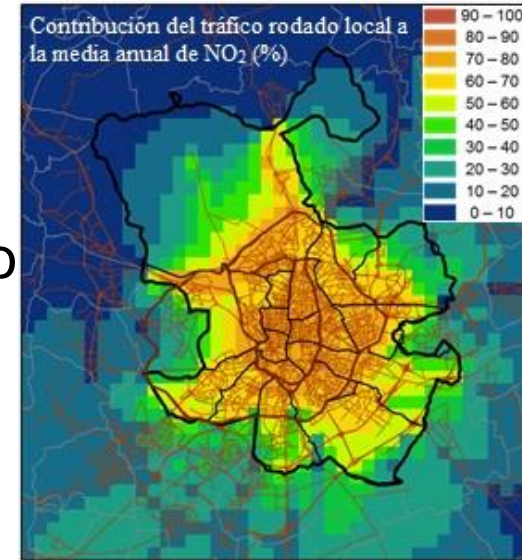 Contribución del tráfico rodado local a
la media anual de NO₂ (%)
90 – 100
80 – 90
70 – 80
60 – 70
50 – 60
40 – 50
30 – 40
20 – 30
10 – 20
0 – 10
o